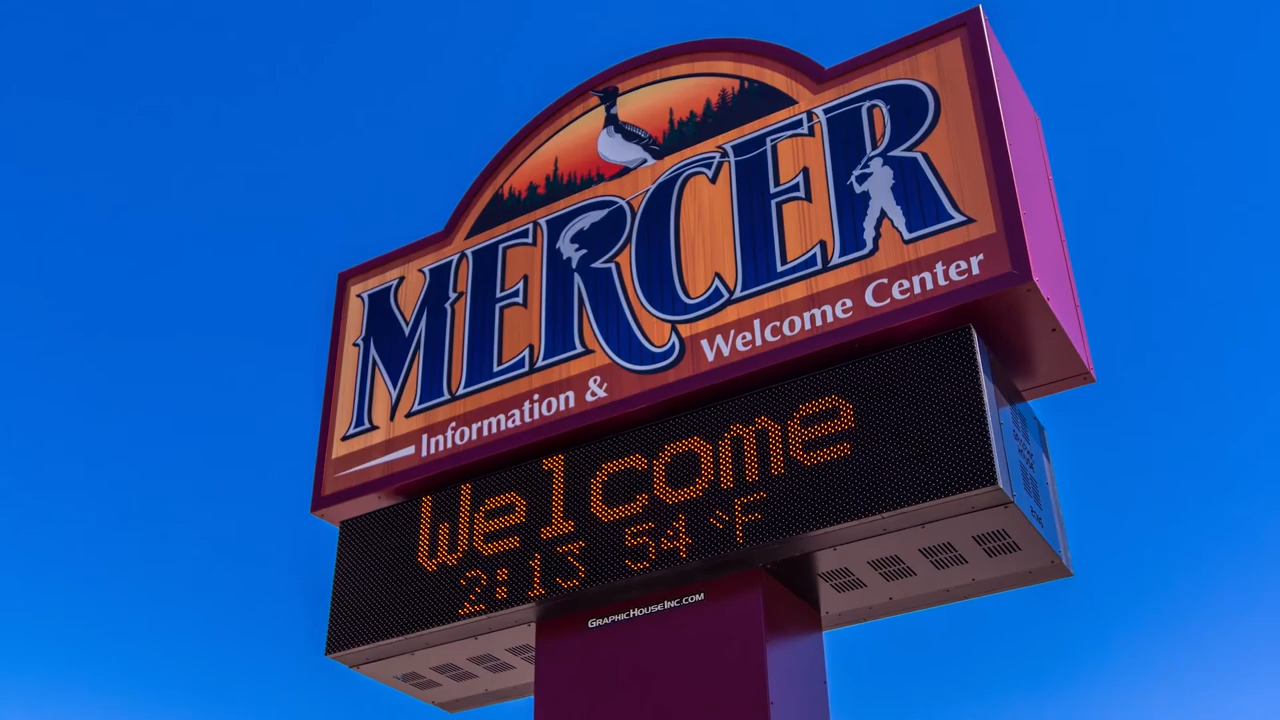 MERCER
Information & Welcome Center
Welcome
2:13 54 °F
GRAPHICHOUSEINC.COM